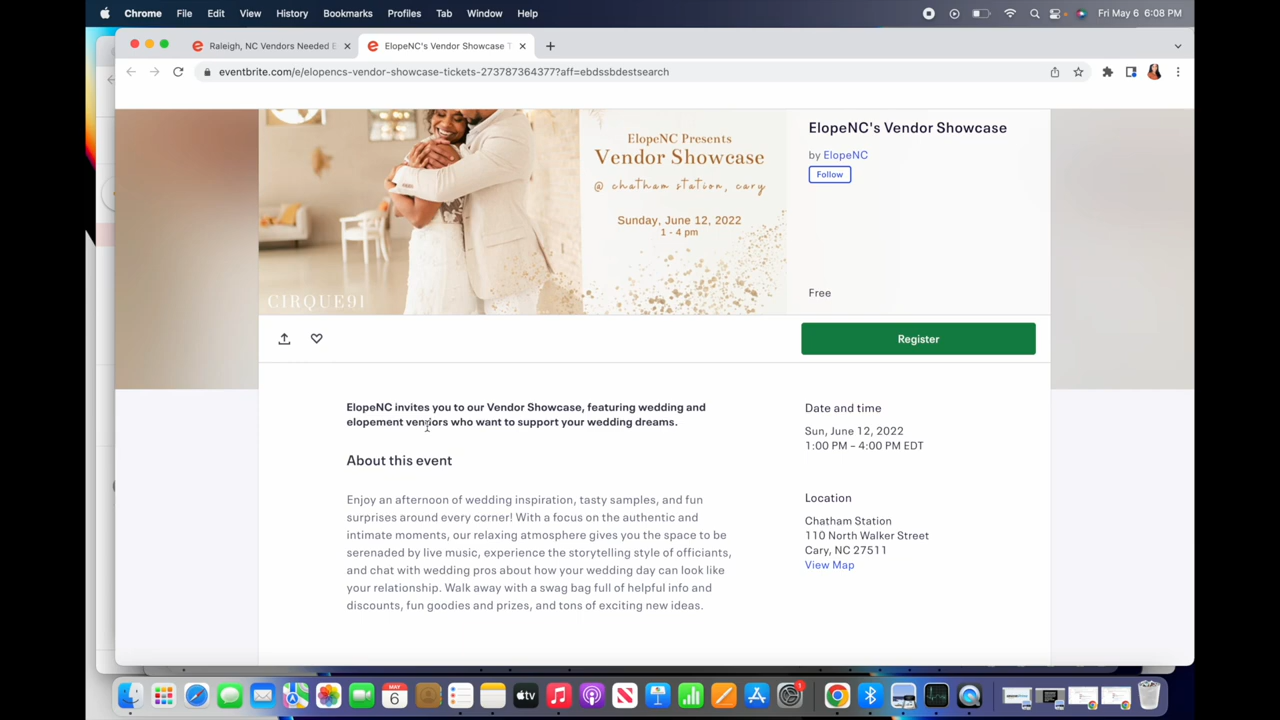 Chrome File Edit View History Bookmarks Profiles Tab Window Help Fri May 6 6:08 PM
Raleigh, NC Vendors Needed E ElopeNC's Vendor Showcase T
eventbrite.com/e/elopencs-vendor-showcase-tickets-273787364377?aff=ebdssbdestsearch
ElopeNC Presents
Vendor Showcase
@ chatham station, cary
Sunday, June 12, 2022
1 - 4 pm
CIRQUE91
ElopeNC's Vendor Showcase
by ElopeNC
Follow
Free
Register
ElopeNC invites you to our Vendor Showcase, featuring wedding and
elopement vendors who want to support your wedding dreams.
About this event
Enjoy an afternoon of wedding inspiration, tasty samples, and fun
surprises around every corner! With a focus on the authentic and
intimate moments, our relaxing atmosphere gives you the space to be
serenaded by live music, experience the storytelling style of officiants,
and chat with wedding pros about how your wedding day can look like
your relationship. Walk away with a swag bag full of helpful info and
discounts, fun goodies and prizes, and tons of exciting new ideas.
Date and time
Sun, June 12, 2022
1:00 PM – 4:00 PM EDT
Location
Chatham Station
110 North Walker Street
Cary, NC 27511
View Map
MAY
6
tv
1